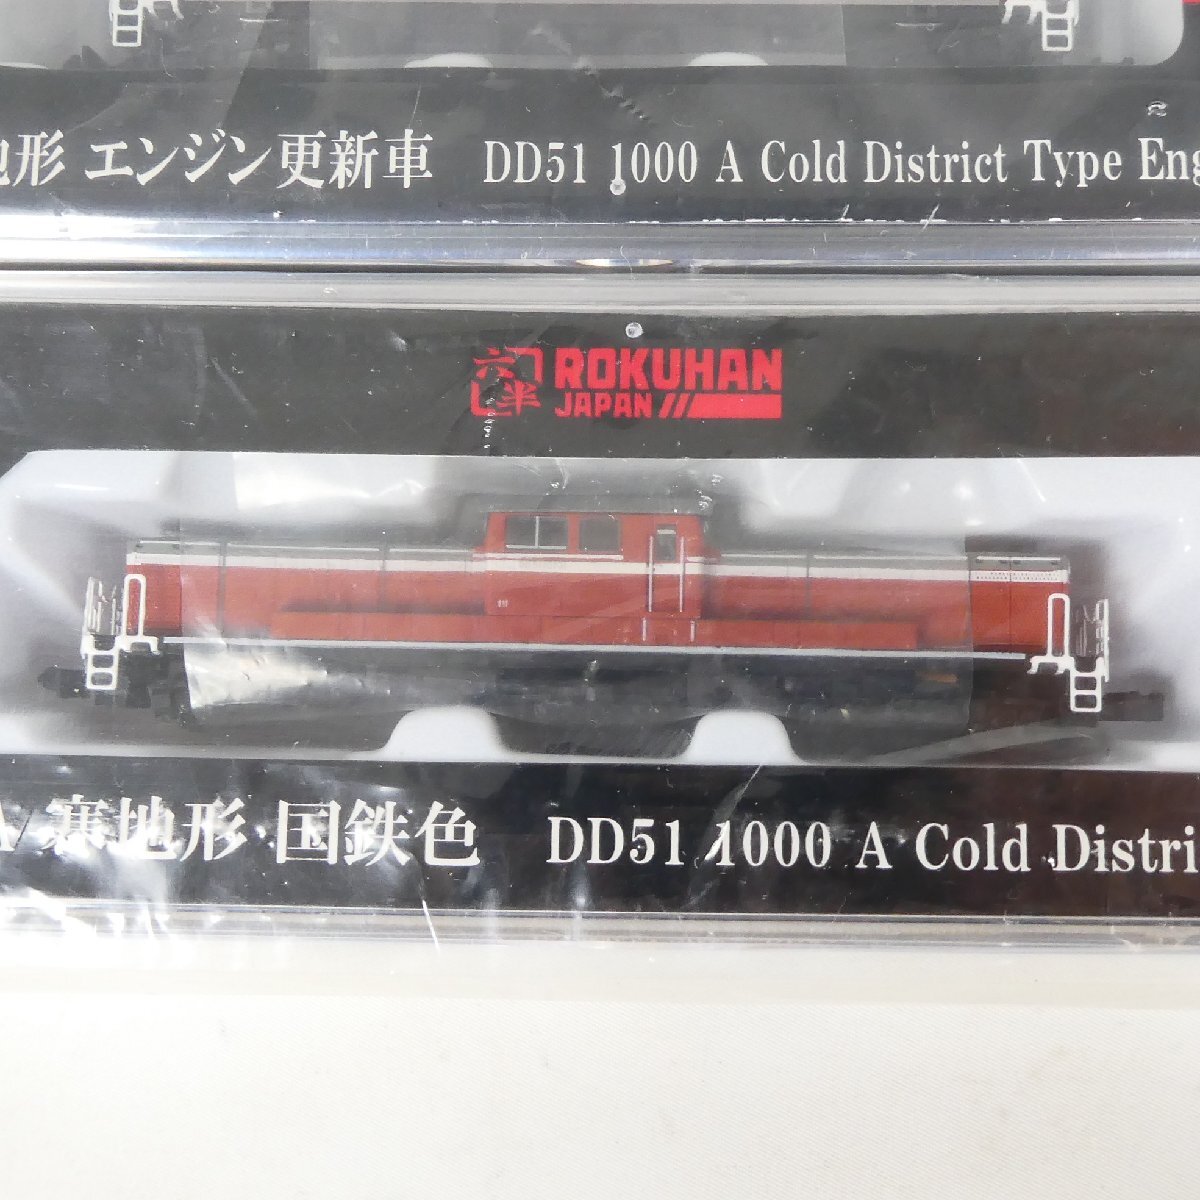 地形 エンジン更新車 DD51 1000 A Cold District Type Eng
六半 ROKUHAN
JAPAN
A 寒地形 国鉄色 DD51 1000 A Cold Distri